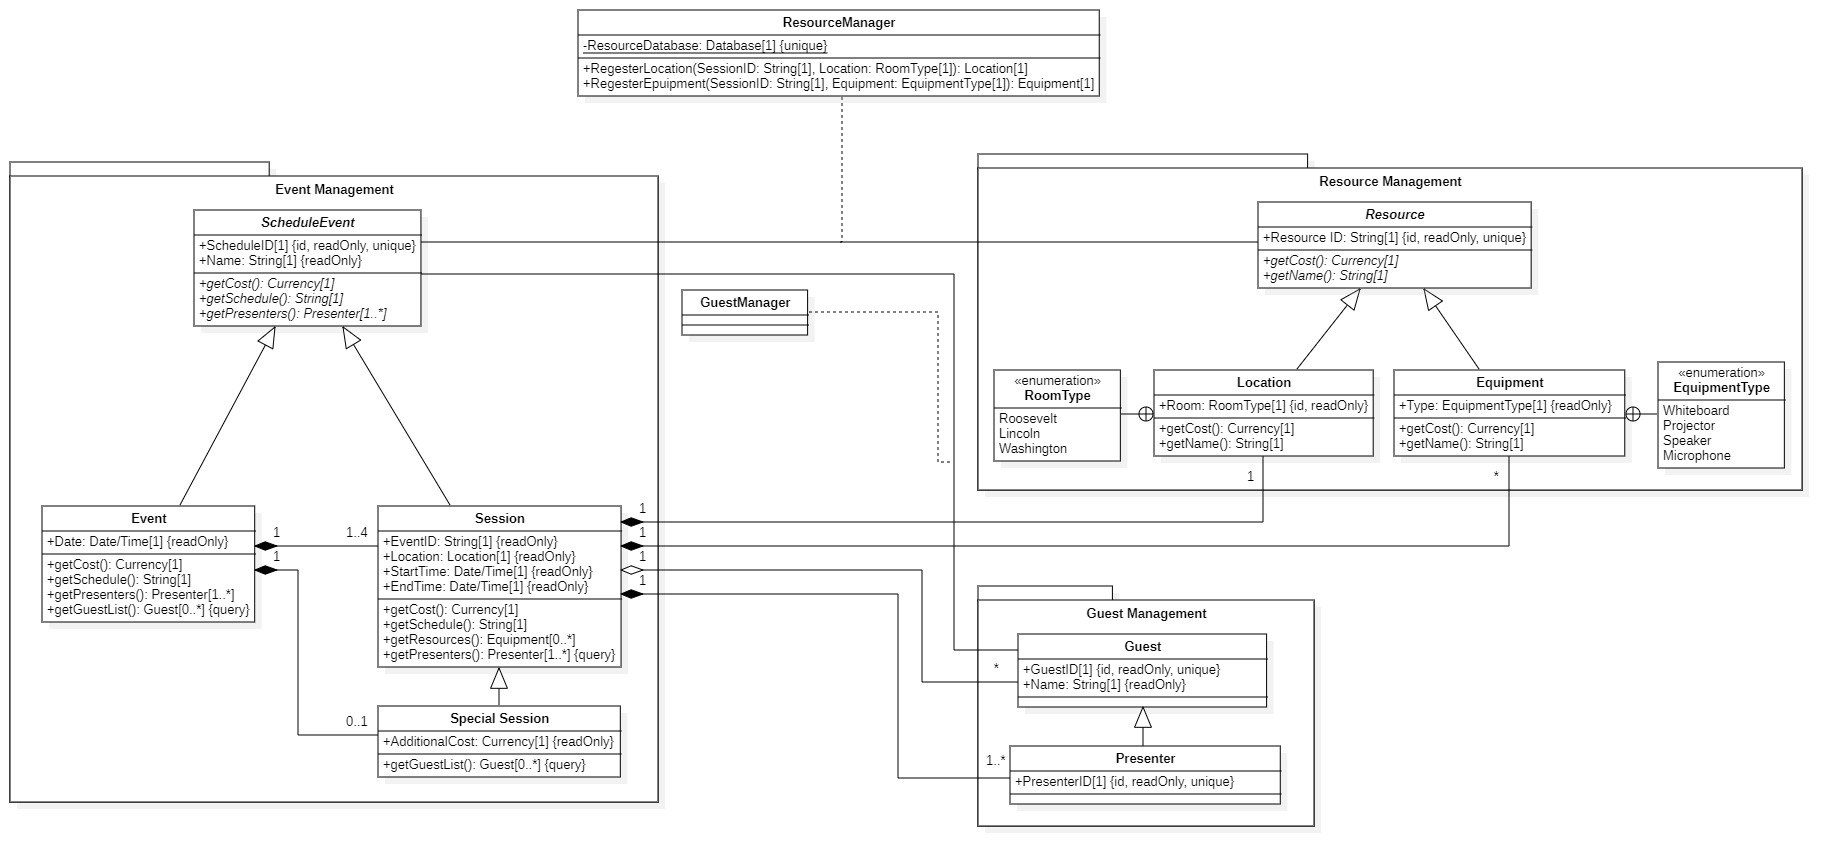 ResourceManager
-ResourceDatabase: Database[1] {unique}
+RegesterLocation(SessionID: String[1], Location: RoomType[1]): Location[1]
+RegesterEpuipment(SessionID: String[1], Equipment: EquipmentType[1]): Equipment[1]
Event Management
ScheduleEvent
+ScheduleID[1] {id, readOnly, unique}
+Name: String[1] {readOnly}
+getCost(): Currency[1]
+getSchedule(): String[1]
+getPresenters(): Presenter[1..*]
GuestManager
Resource Management
Resource
+Resource ID: String[1] {id, readOnly, unique}
+getCost(): Currency[1]
+getName(): String[1]
«enumeration»
RoomType
Roosevelt
Lincoln
Washington
Location
+Room: RoomType[1] {id, readOnly}
+getCost(): Currency[1]
+getName(): String[1]
Equipment
+Type: EquipmentType[1] {readOnly}
+getCost(): Currency[1]
+getName(): String[1]
«enumeration»
EquipmentType
Whiteboard
Projector
Speaker
Microphone
1
*
Event
+Date: Date/Time[1] {readOnly}
+getCost(): Currency[1]
+getSchedule(): String[1]
+getPresenters(): Presenter[1..*]
+getGuestList(): Guest[0..*] {query}
1
1..4
1
0..1
Session
+EventID: String[1] {readOnly}
+Location: Location[1] {readOnly}
+StartTime: Date/Time[1] {readOnly}
+EndTime: Date/Time[1] {readOnly}
+getCost(): Currency[1]
+getSchedule(): String[1]
+getResources(): Equipment[0..*]
+getPresenters(): Presenter[1..*] {query}
1
1
1
1
Special Session
+AdditionalCost: Currency[1] {readOnly}
+getGuestList(): Guest[0..*] {query}
Guest Management
Guest
+GuestID[1] {id, readOnly, unique}
+Name: String[1] {readOnly}
*
1..*
Presenter
+PresenterID[1] {id, readOnly, unique}